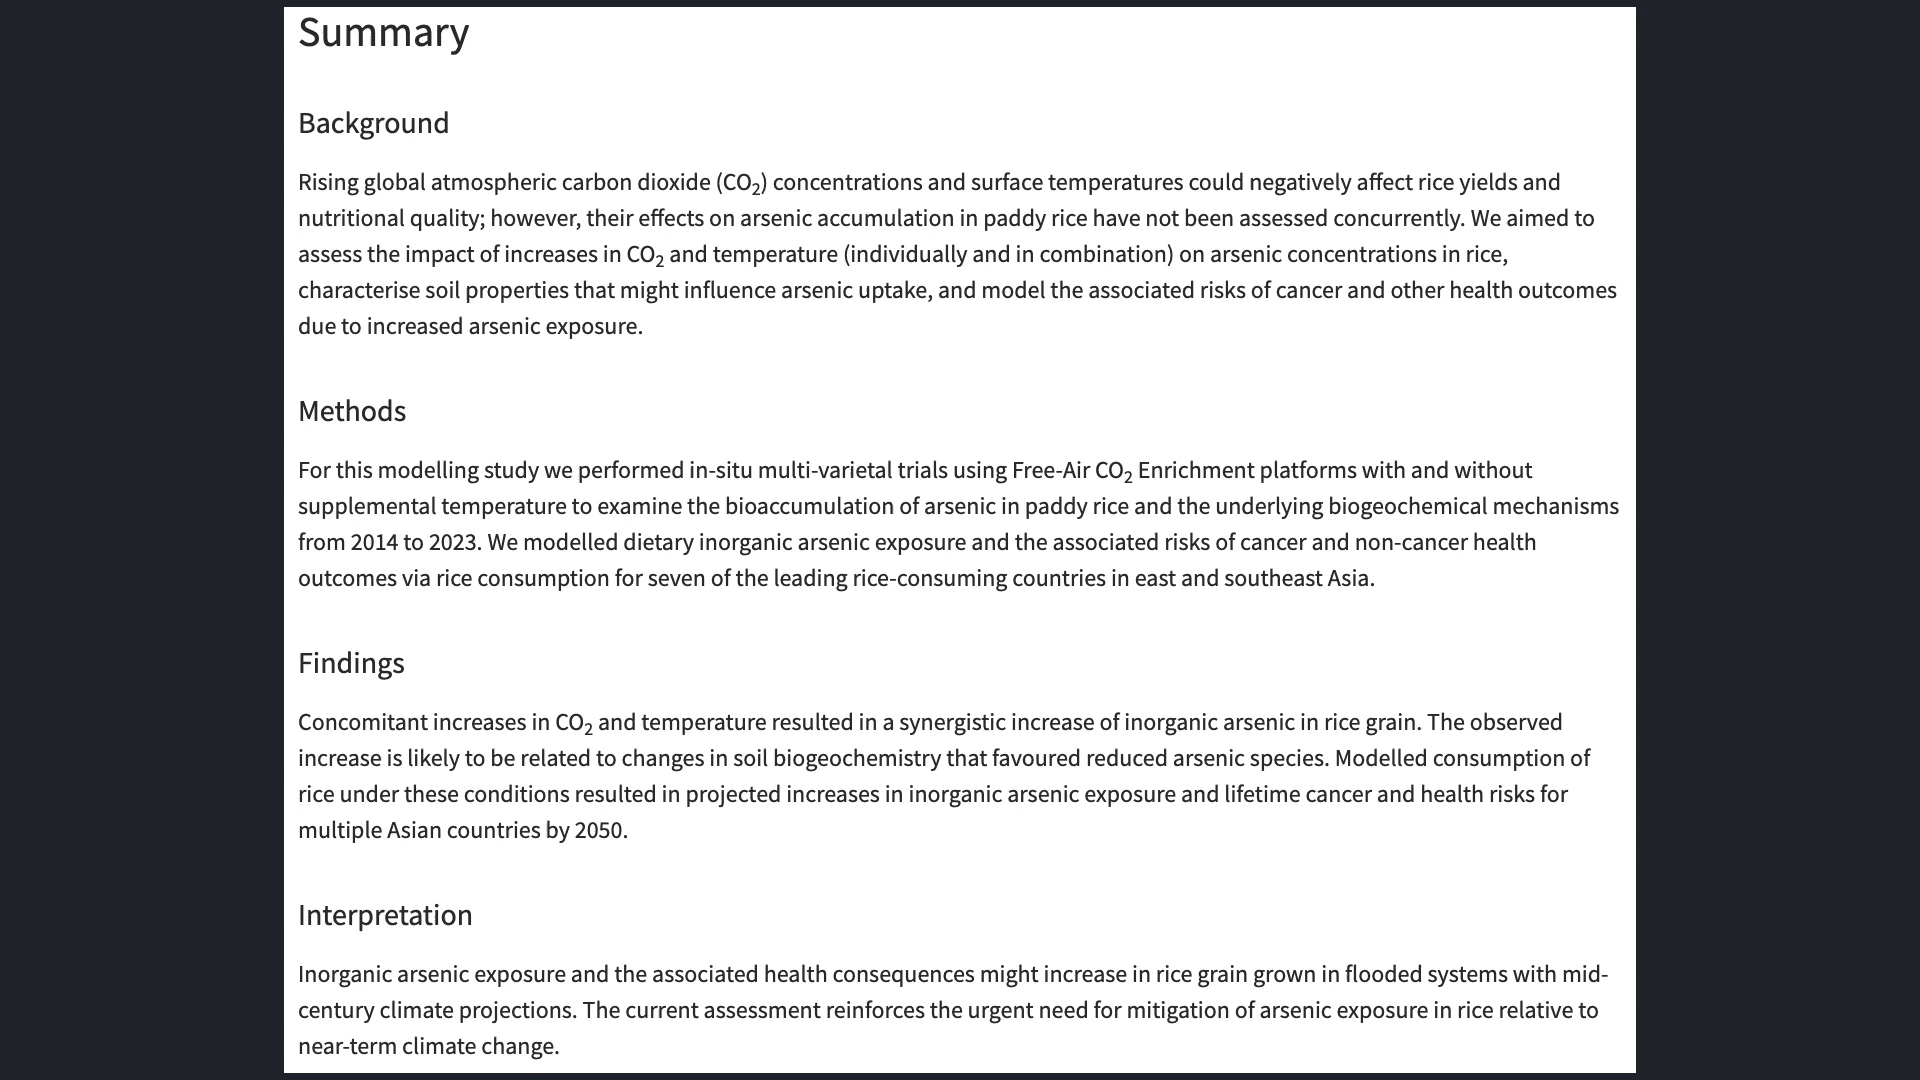 Summary
Background
Rising global atmospheric carbon dioxide (CO₂) concentrations and surface temperatures could negatively affect rice yields and
nutritional quality; however, their effects on arsenic accumulation in paddy rice have not been assessed concurrently. We aimed to
assess the impact of increases in CO₂ and temperature (individually and in combination) on arsenic concentrations in rice,
characterise soil properties that might influence arsenic uptake, and model the associated risks of cancer and other health outcomes
due to increased arsenic exposure.
Methods
For this modelling study we performed in-situ multi-varietal trials using Free-Air CO₂ Enrichment platforms with and without
supplemental temperature to examine the bioaccumulation of arsenic in paddy rice and the underlying biogeochemical mechanisms
from 2014 to 2023. We modelled dietary inorganic arsenic exposure and the associated risks of cancer and non-cancer health
outcomes via rice consumption for seven of the leading rice-consuming countries in east and southeast Asia.
Findings
Concomitant increases in CO₂ and temperature resulted in a synergistic increase of inorganic arsenic in rice grain. The observed
increase is likely to be related to changes in soil biogeochemistry that favoured reduced arsenic species. Modelled consumption of
rice under these conditions resulted in projected increases in inorganic arsenic exposure and lifetime cancer and health risks for
multiple Asian countries by 2050.
Interpretation
Inorganic arsenic exposure and the associated health consequences might increase in rice grain grown in flooded systems with mid-
century climate projections. The current assessment reinforces the urgent need for mitigation of arsenic exposure in rice relative to
near-term climate change.